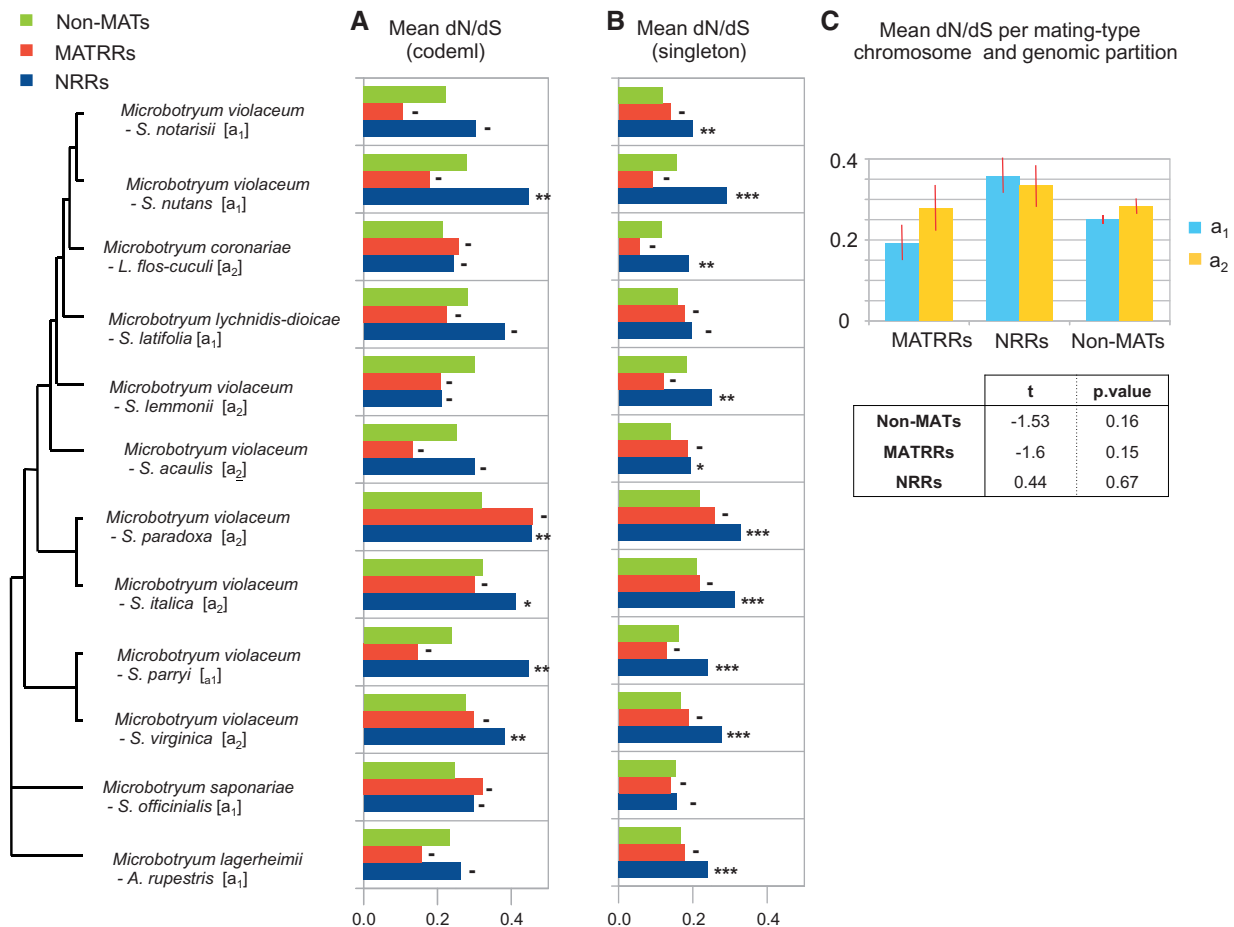 Non-MATs
MATRRs
NRRs
A
Mean dN/dS
(codeml)
B
Mean dN/dS
(singleton)
C
Mean dN/dS per mating-type
chromosome and genomic partition
Microbotryum violaceum
- S. notarisii [a1]
-
-
-
**
Microbotryum violaceum
- S. nutans [a1]
-
**
-
***
Microbotryum coronariae
- L. flos-cuculi [a2]
-
-
-
**
Microbotryum lychnidis-dioicae
- S. latifolia [a1]
-
-
-
-
Microbotryum violaceum
- S. lemmonii [a2]
-
-
-
**
Microbotryum violaceum
- S. acaulis [a2]
-
-
-
*
Microbotryum violaceum
- S. paradoxa [a2]
-
**
-
***
Microbotryum violaceum
- S. italica [a2]
-
*
-
***
Microbotryum violaceum
- S. parryi [a1]
-
**
-
***
Microbotryum violaceum
- S. virginica [a2]
-
**
-
***
Microbotryum saponariae
- S. officinialis [a1]
-
-
-
-
Microbotryum lagerheimii
- A. rupestris [a1]
-
-
-
***
0.0 0.2 0.4
0.0 0.2 0.4
0.4
0.2
0
a1
a2
MATRRs NRRs Non-MATs
t p.value
Non-MATs -1.53 0.16
MATRRs -1.6 0.15
NRRs 0.44 0.67